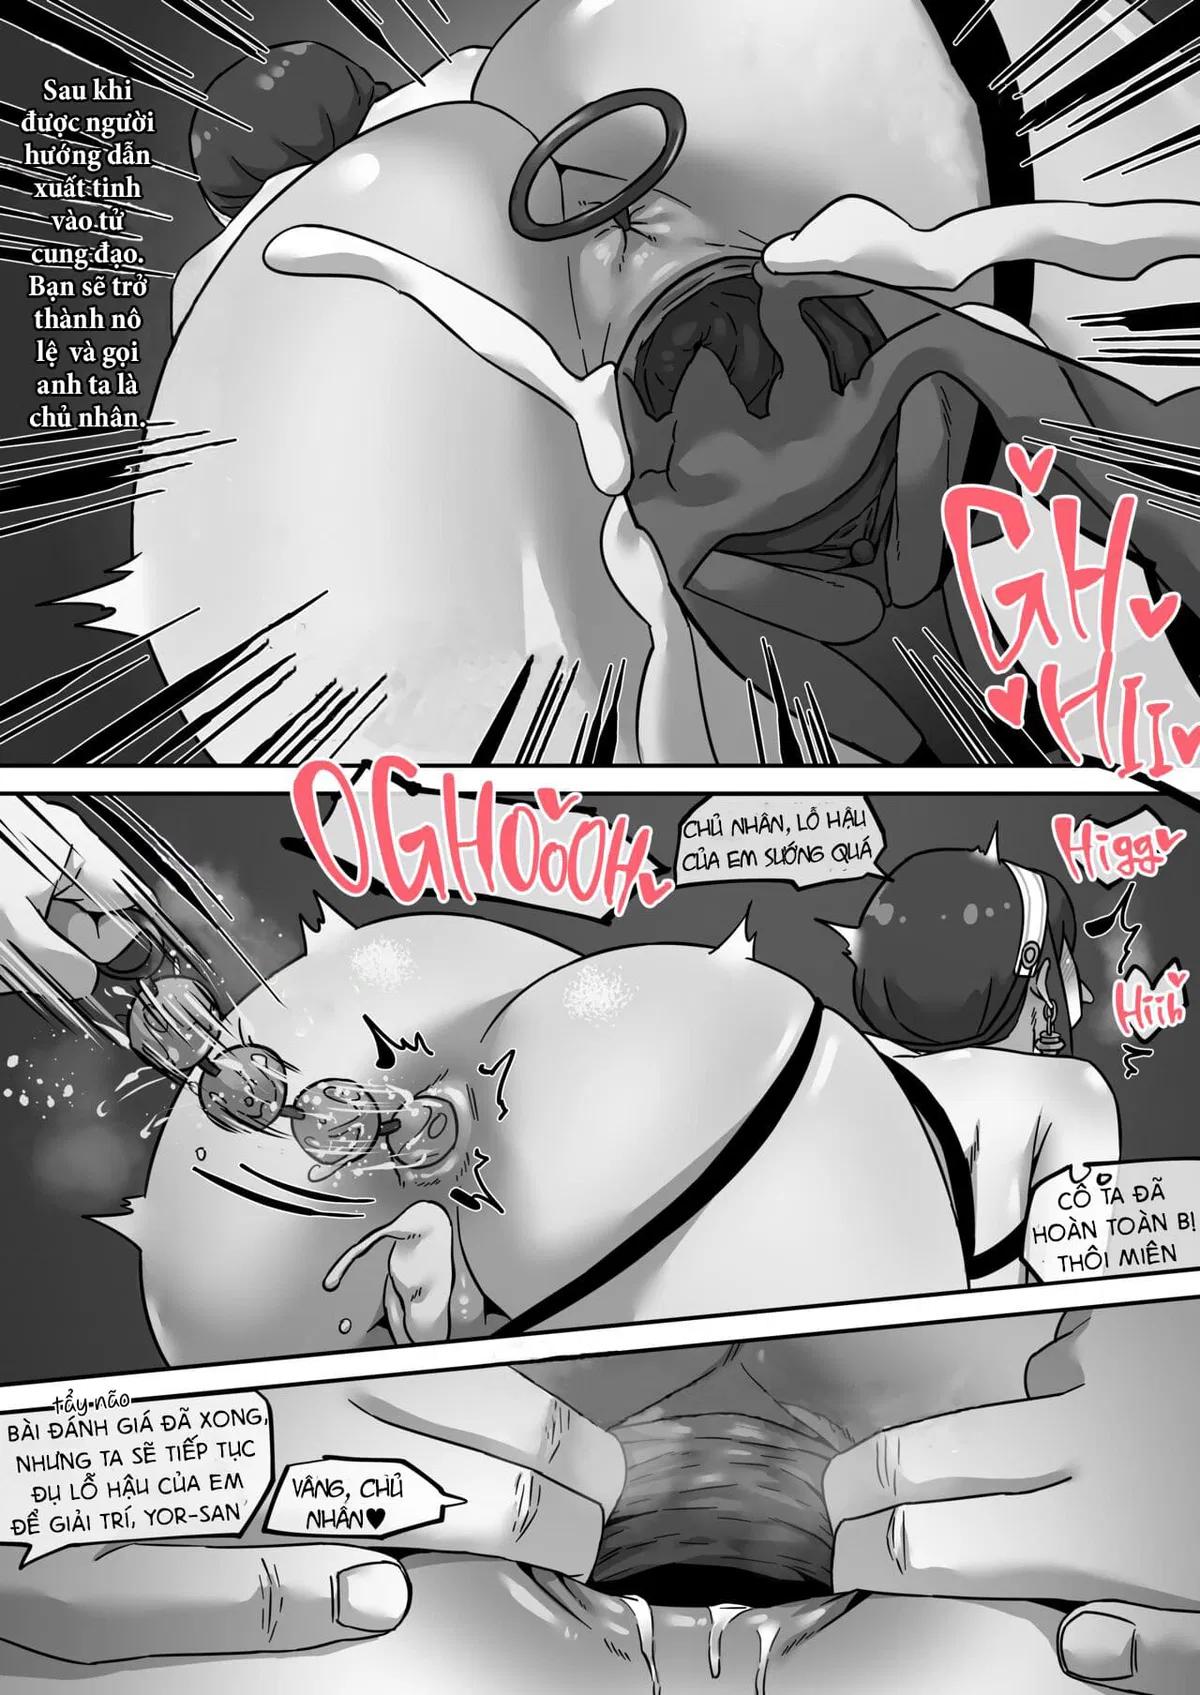 Sau khi
được người
hướng dẫn
xuất tinh
vào tử
cung đạo.
Bạn sẽ trở
thành nô
lệ và gọi
anh ta là
chủ nhân.
GH
HII
OGHOOOH
CHỦ NHÂN, LỖ HẬU
CỦA EM SƯỚNG QUÁ
Higg
Hiih
CÔ TA ĐÃ
HOÀN TOÀN BỊ
THÔI MIÊN
tẩy não
BÀI ĐÁNH GIÁ ĐÃ XONG,
NHƯNG TA SẼ TIẾP TỤC
ĐỤ LỖ HẬU CỦA EM
ĐỂ GIẢI TRÍ, YOR-SAN
VÂNG, CHỦ
NHÂN♥